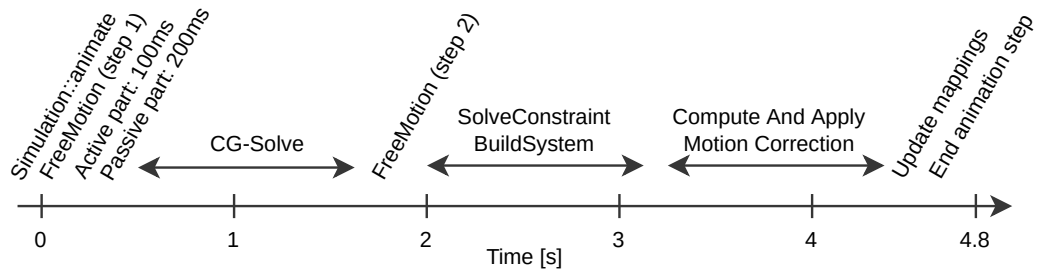 Simulation::animate
FreeMotion (step 1)
Active part: 100ms
Passive part: 200ms
CG-Solve
FreeMotion (step 2)
SolveConstraint
BuildSystem
Compute And Apply
Motion Correction
Update mappings
End animation step
0
1
2
3
4
4.8
Time [s]